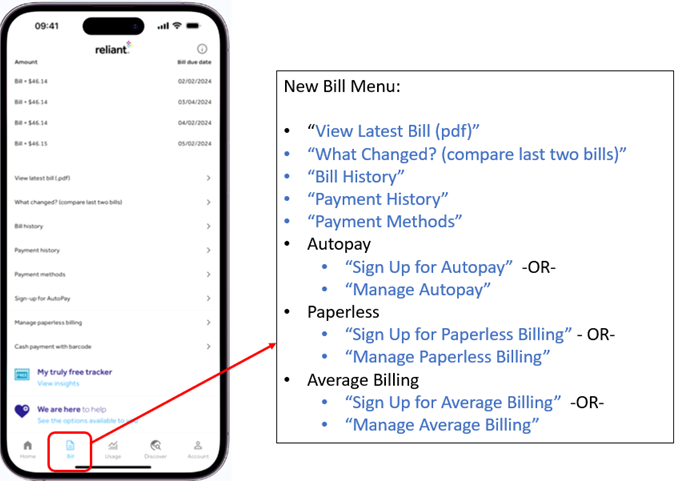 09:41
reliant
Amount Bill due date
Bill • $46.14 02/02/2024
Bill • $46.14 03/04/2024
Bill • $46.14 04/02/2024
Bill • $46.15 05/02/2024
View latest bill (.pdf)
What changed? (compare last two bills)
Bill history
Payment history
Payment methods
Sign-up for AutoPay
Manage paperless billing
Cash payment with barcode
FREE
My truly free tracker
View insights
We are here to help
See the options available to
Home Bill Usage Discover Account
New Bill Menu:
• “View Latest Bill (pdf)”
• “What Changed? (compare last two bills)”
• “Bill History”
• “Payment History”
• “Payment Methods”
• Autopay
• “Sign Up for Autopay” -OR-
• “Manage Autopay”
• Paperless
• “Sign Up for Paperless Billing” - OR-
• “Manage Paperless Billing”
• Average Billing
• “Sign Up for Average Billing” -OR-
• “Manage Average Billing”